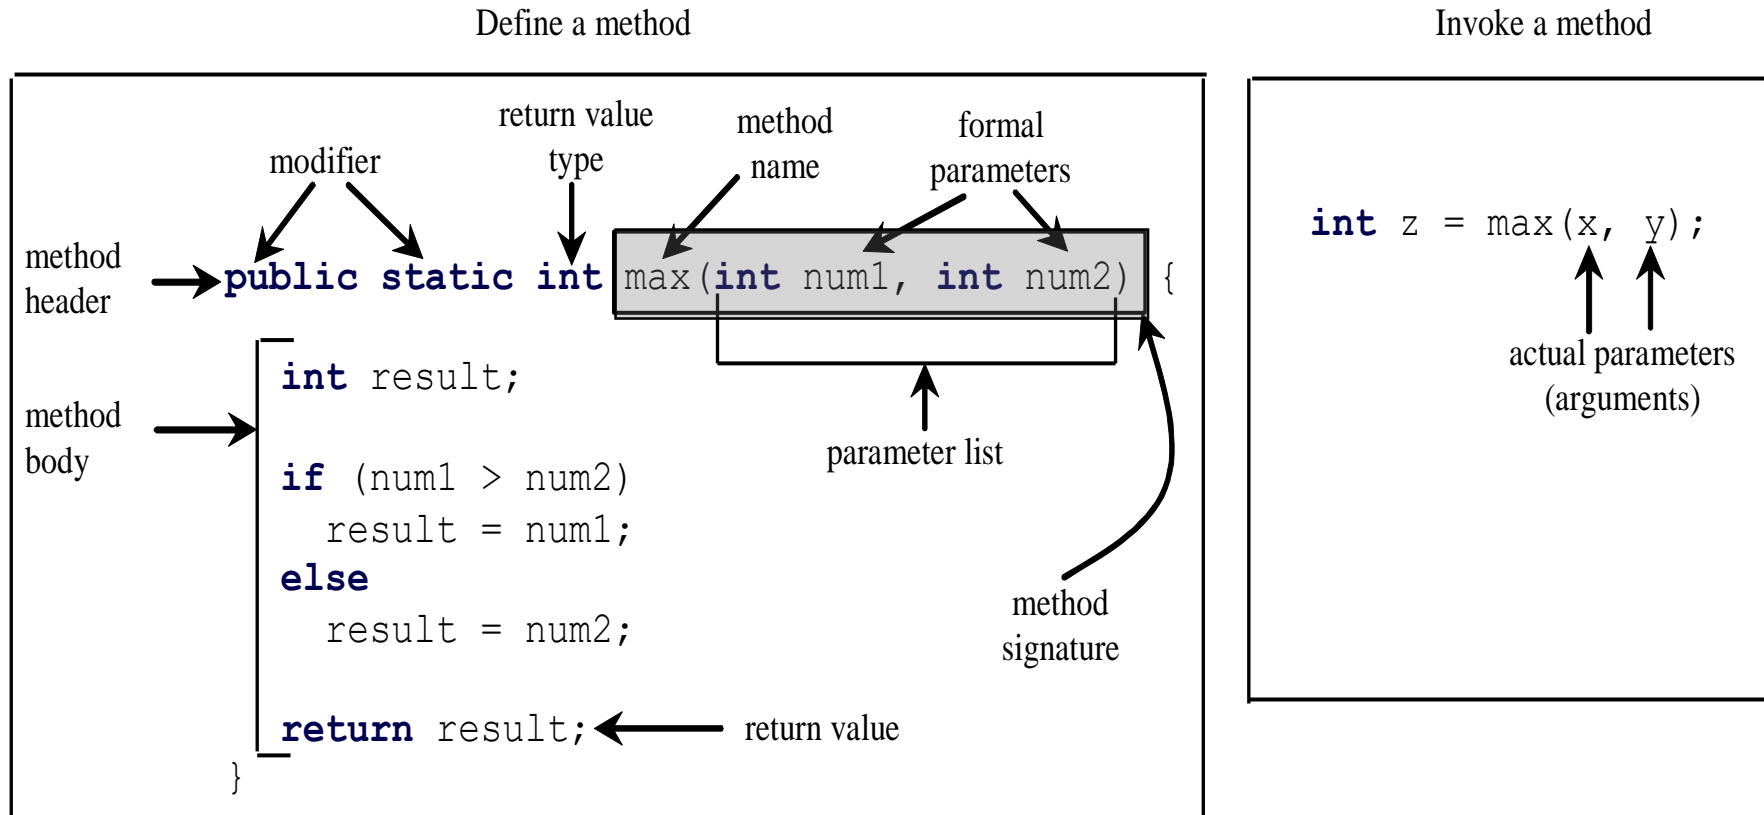 Define a method
Invoke a method
return value
type
method
name
formal
parameters
modifier
method
header
public static int max(int num1, int num2) {
int result;
method
body
parameter list
if (num1 > num2)
result = num1;
else
result = num2;
method
signature
return result;
return value
}
int z = max(x, y);
actual parameters
(arguments)